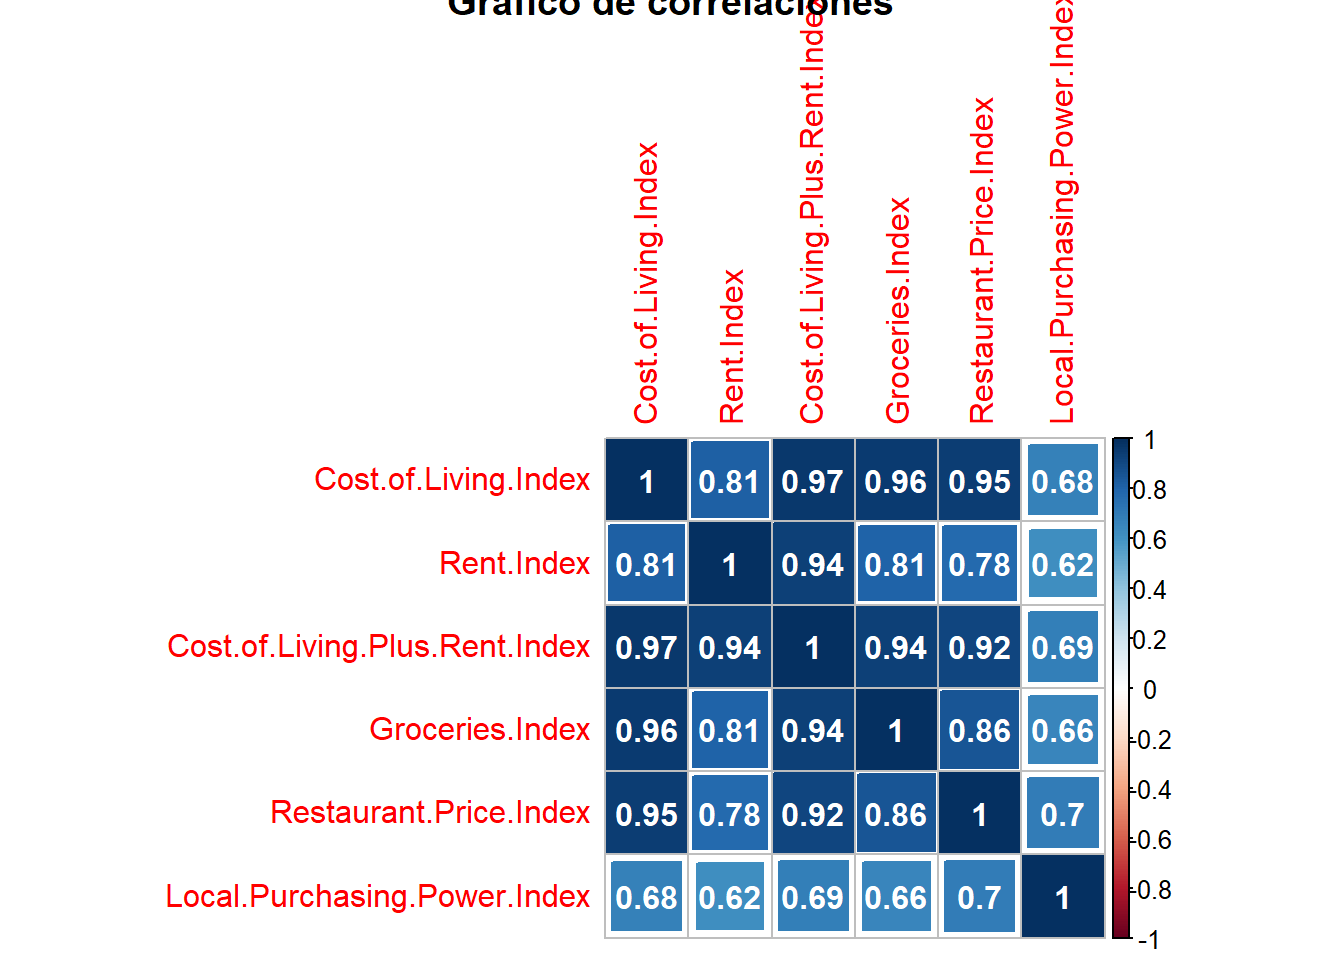 Gráfico de correlaciones
Cost.of.Living.Index
Rent.Index
Cost.of.Living.Plus.Rent.Index
Groceries.Index
Restaurant.Price.Index
Local.Purchasing.Power.Index
Cost.of.Living.Index 1 0.81 0.97 0.96 0.95 0.68
Rent.Index 0.81 1 0.94 0.81 0.78 0.62
Cost.of.Living.Plus.Rent.Index 0.97 0.94 1 0.94 0.92 0.69
Groceries.Index 0.96 0.81 0.94 1 0.86 0.66
Restaurant.Price.Index 0.95 0.78 0.92 0.86 1 0.7
Local.Purchasing.Power.Index 0.68 0.62 0.69 0.66 0.7 1
1
0.8
0.6
0.4
0.2
0
-0.2
-0.4
-0.6
-0.8
-1